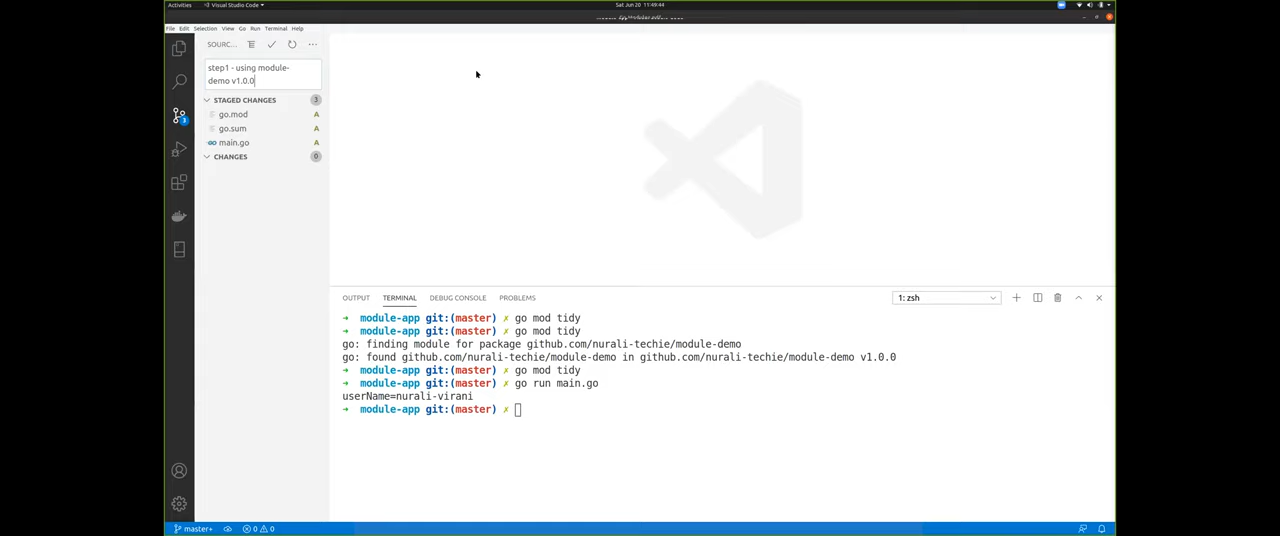 Activities
Visual Studio Code
Sat Jun 20 11:49:44
File Edit Selection View Go Run Terminal Help
SOURC...
step1 - using module-
demo v1.0.0
STAGED CHANGES 3
go.mod A
go.sum A
main.go A
CHANGES 0
3
OUTPUT TERMINAL DEBUG CONSOLE PROBLEMS
1: zsh
➜ module-app git:(master) ✗ go mod tidy
➜ module-app git:(master) ✗ go mod tidy
go: finding module for package github.com/nurali-techie/module-demo
go: found github.com/nurali-techie/module-demo in github.com/nurali-techie/module-demo v1.0.0
➜ module-app git:(master) ✗ go mod tidy
➜ module-app git:(master) ✗ go run main.go
userName=nurali-virani
➜ module-app git:(master) ✗
master+ 0 0